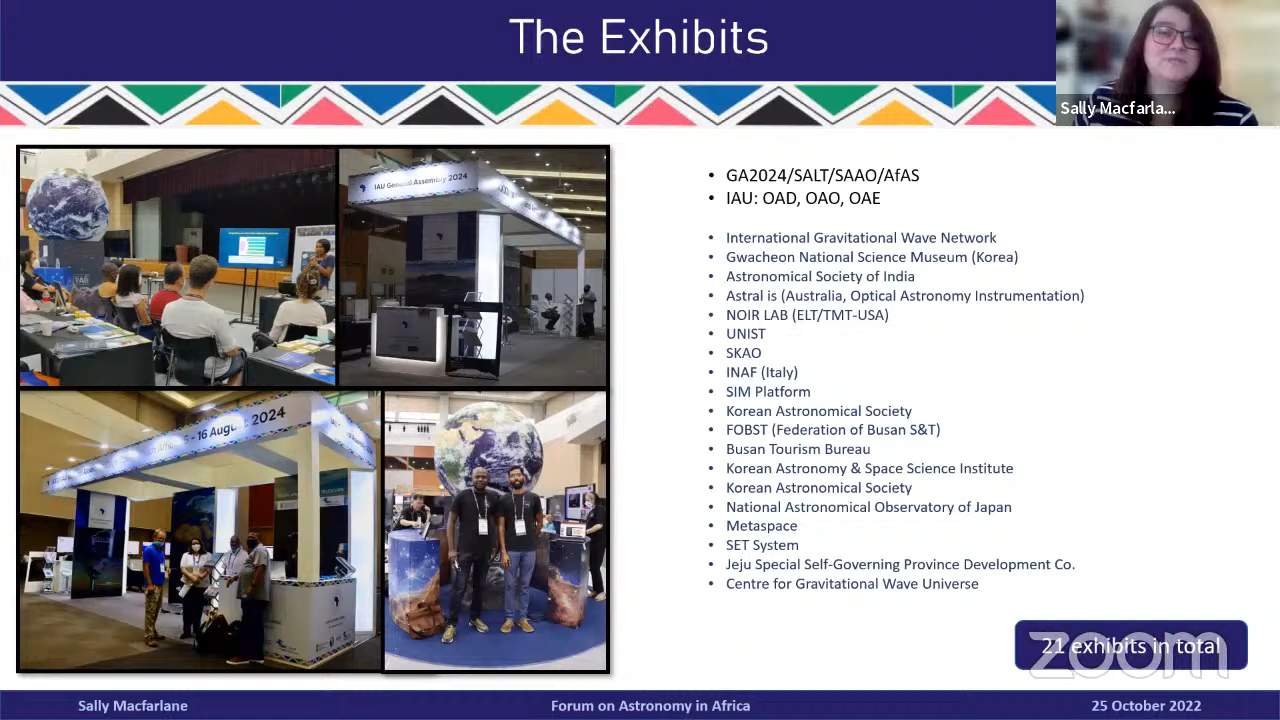 The Exhibits
Sally Macfarla...
IAU General Assembly 2024
- 16 August 2024
• GA2024/SALT/SAAO/AfAS
• IAU: OAD, OAO, OAE
• International Gravitational Wave Network
• Gwacheon National Science Museum (Korea)
• Astronomical Society of India
• Astral is (Australia, Optical Astronomy Instrumentation)
• NOIR LAB (ELT/TMT-USA)
• UNIST
• SKAO
• INAF (Italy)
• SIM Platform
• Korean Astronomical Society
• FOBST (Federation of Busan S&T)
• Busan Tourism Bureau
• Korean Astronomy & Space Science Institute
• Korean Astronomical Society
• National Astronomical Observatory of Japan
• Metaspace
• SET System
• Jeju Special Self-Governing Province Development Co.
• Centre for Gravitational Wave Universe
21 exhibits in total
zoom
Sally Macfarlane
Forum on Astronomy in Africa
25 October 2022